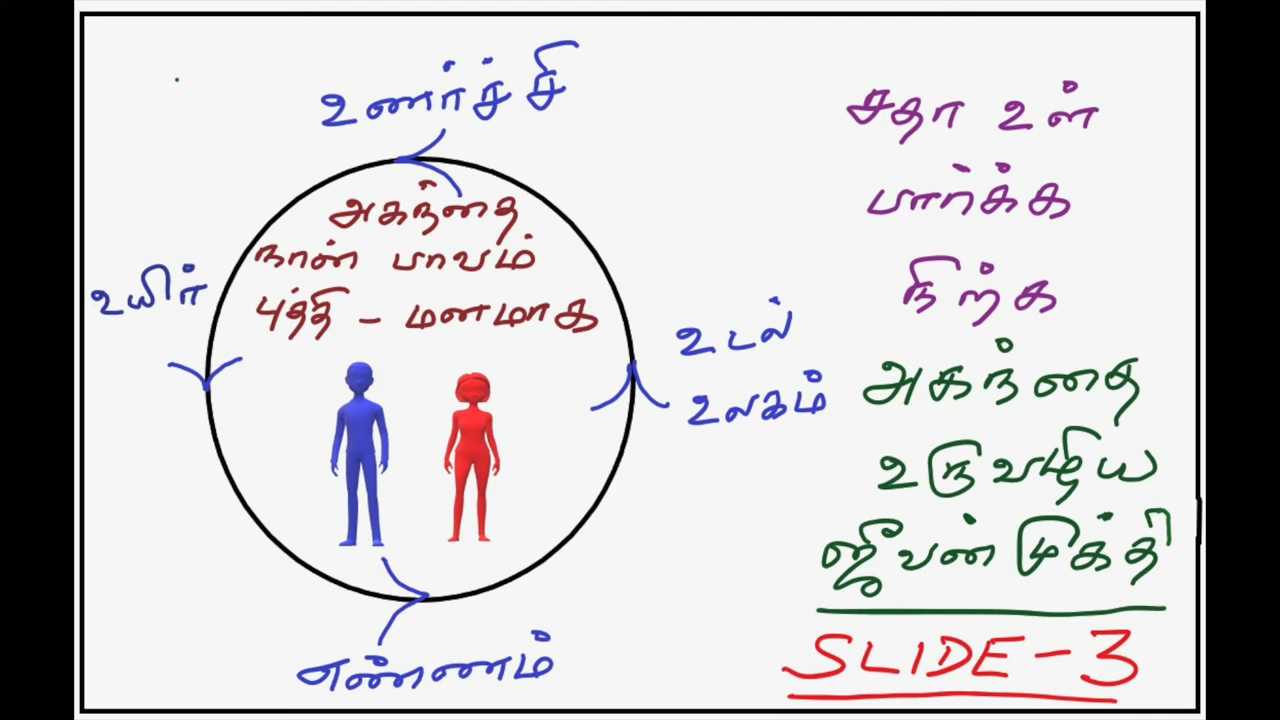 உணர்ச்சி
அகந்தை
நான் பாவம்
புத்தி - மனமாக
உயிர்
உடல்
உலகம்
எண்ணம்
சதா உள்
பார்க்க
நிற்க
அகந்தை
உருவழிய
ஜீவன் முக்தி
SLIDE-3